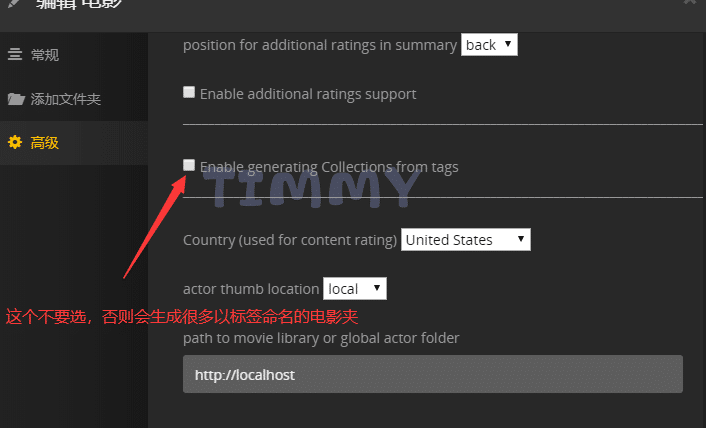 编辑 电影
常规
添加文件夹
高级
position for additional ratings in summary back
Enable additional ratings support
Enable generating Collections from tags
TIMMY
Country (used for content rating) United States
actor thumb location local
这个不要选，否则会生成很多以标签命名的电影夹
path to movie library or global actor folder
http://localhost